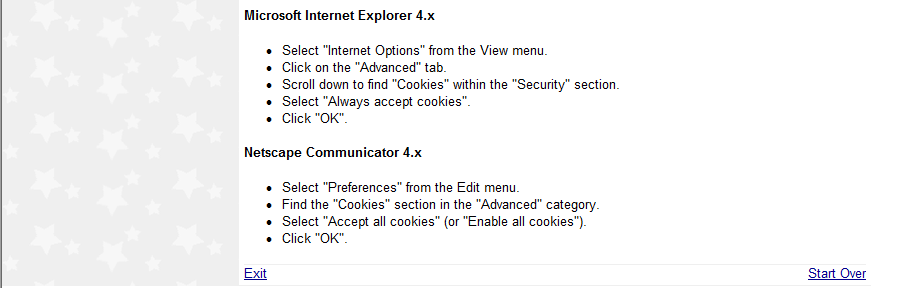 Microsoft Internet Explorer 4.x
• Select "Internet Options" from the View menu.
• Click on the "Advanced" tab.
• Scroll down to find "Cookies" within the "Security" section.
• Select "Always accept cookies".
• Click "OK".
Netscape Communicator 4.x
• Select "Preferences" from the Edit menu.
• Find the "Cookies" section in the "Advanced" category.
• Select "Accept all cookies" (or "Enable all cookies").
• Click "OK".
Exit Start Over